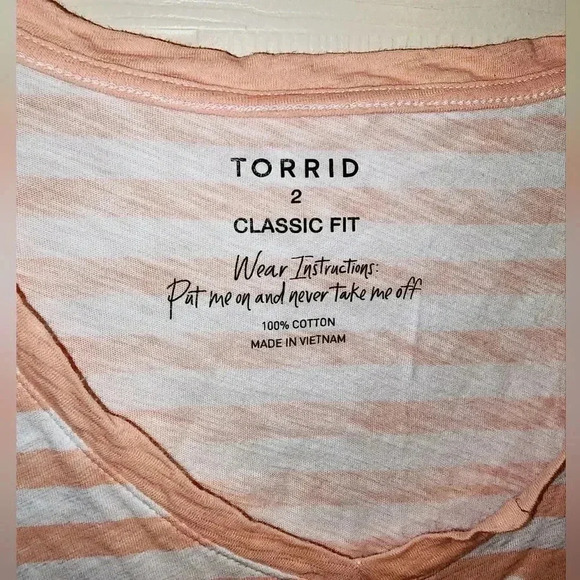 TORRID
2
CLASSIC FIT
Wear Instructions:
Put me on and never take me off
100% COTTON
MADE IN VIETNAM